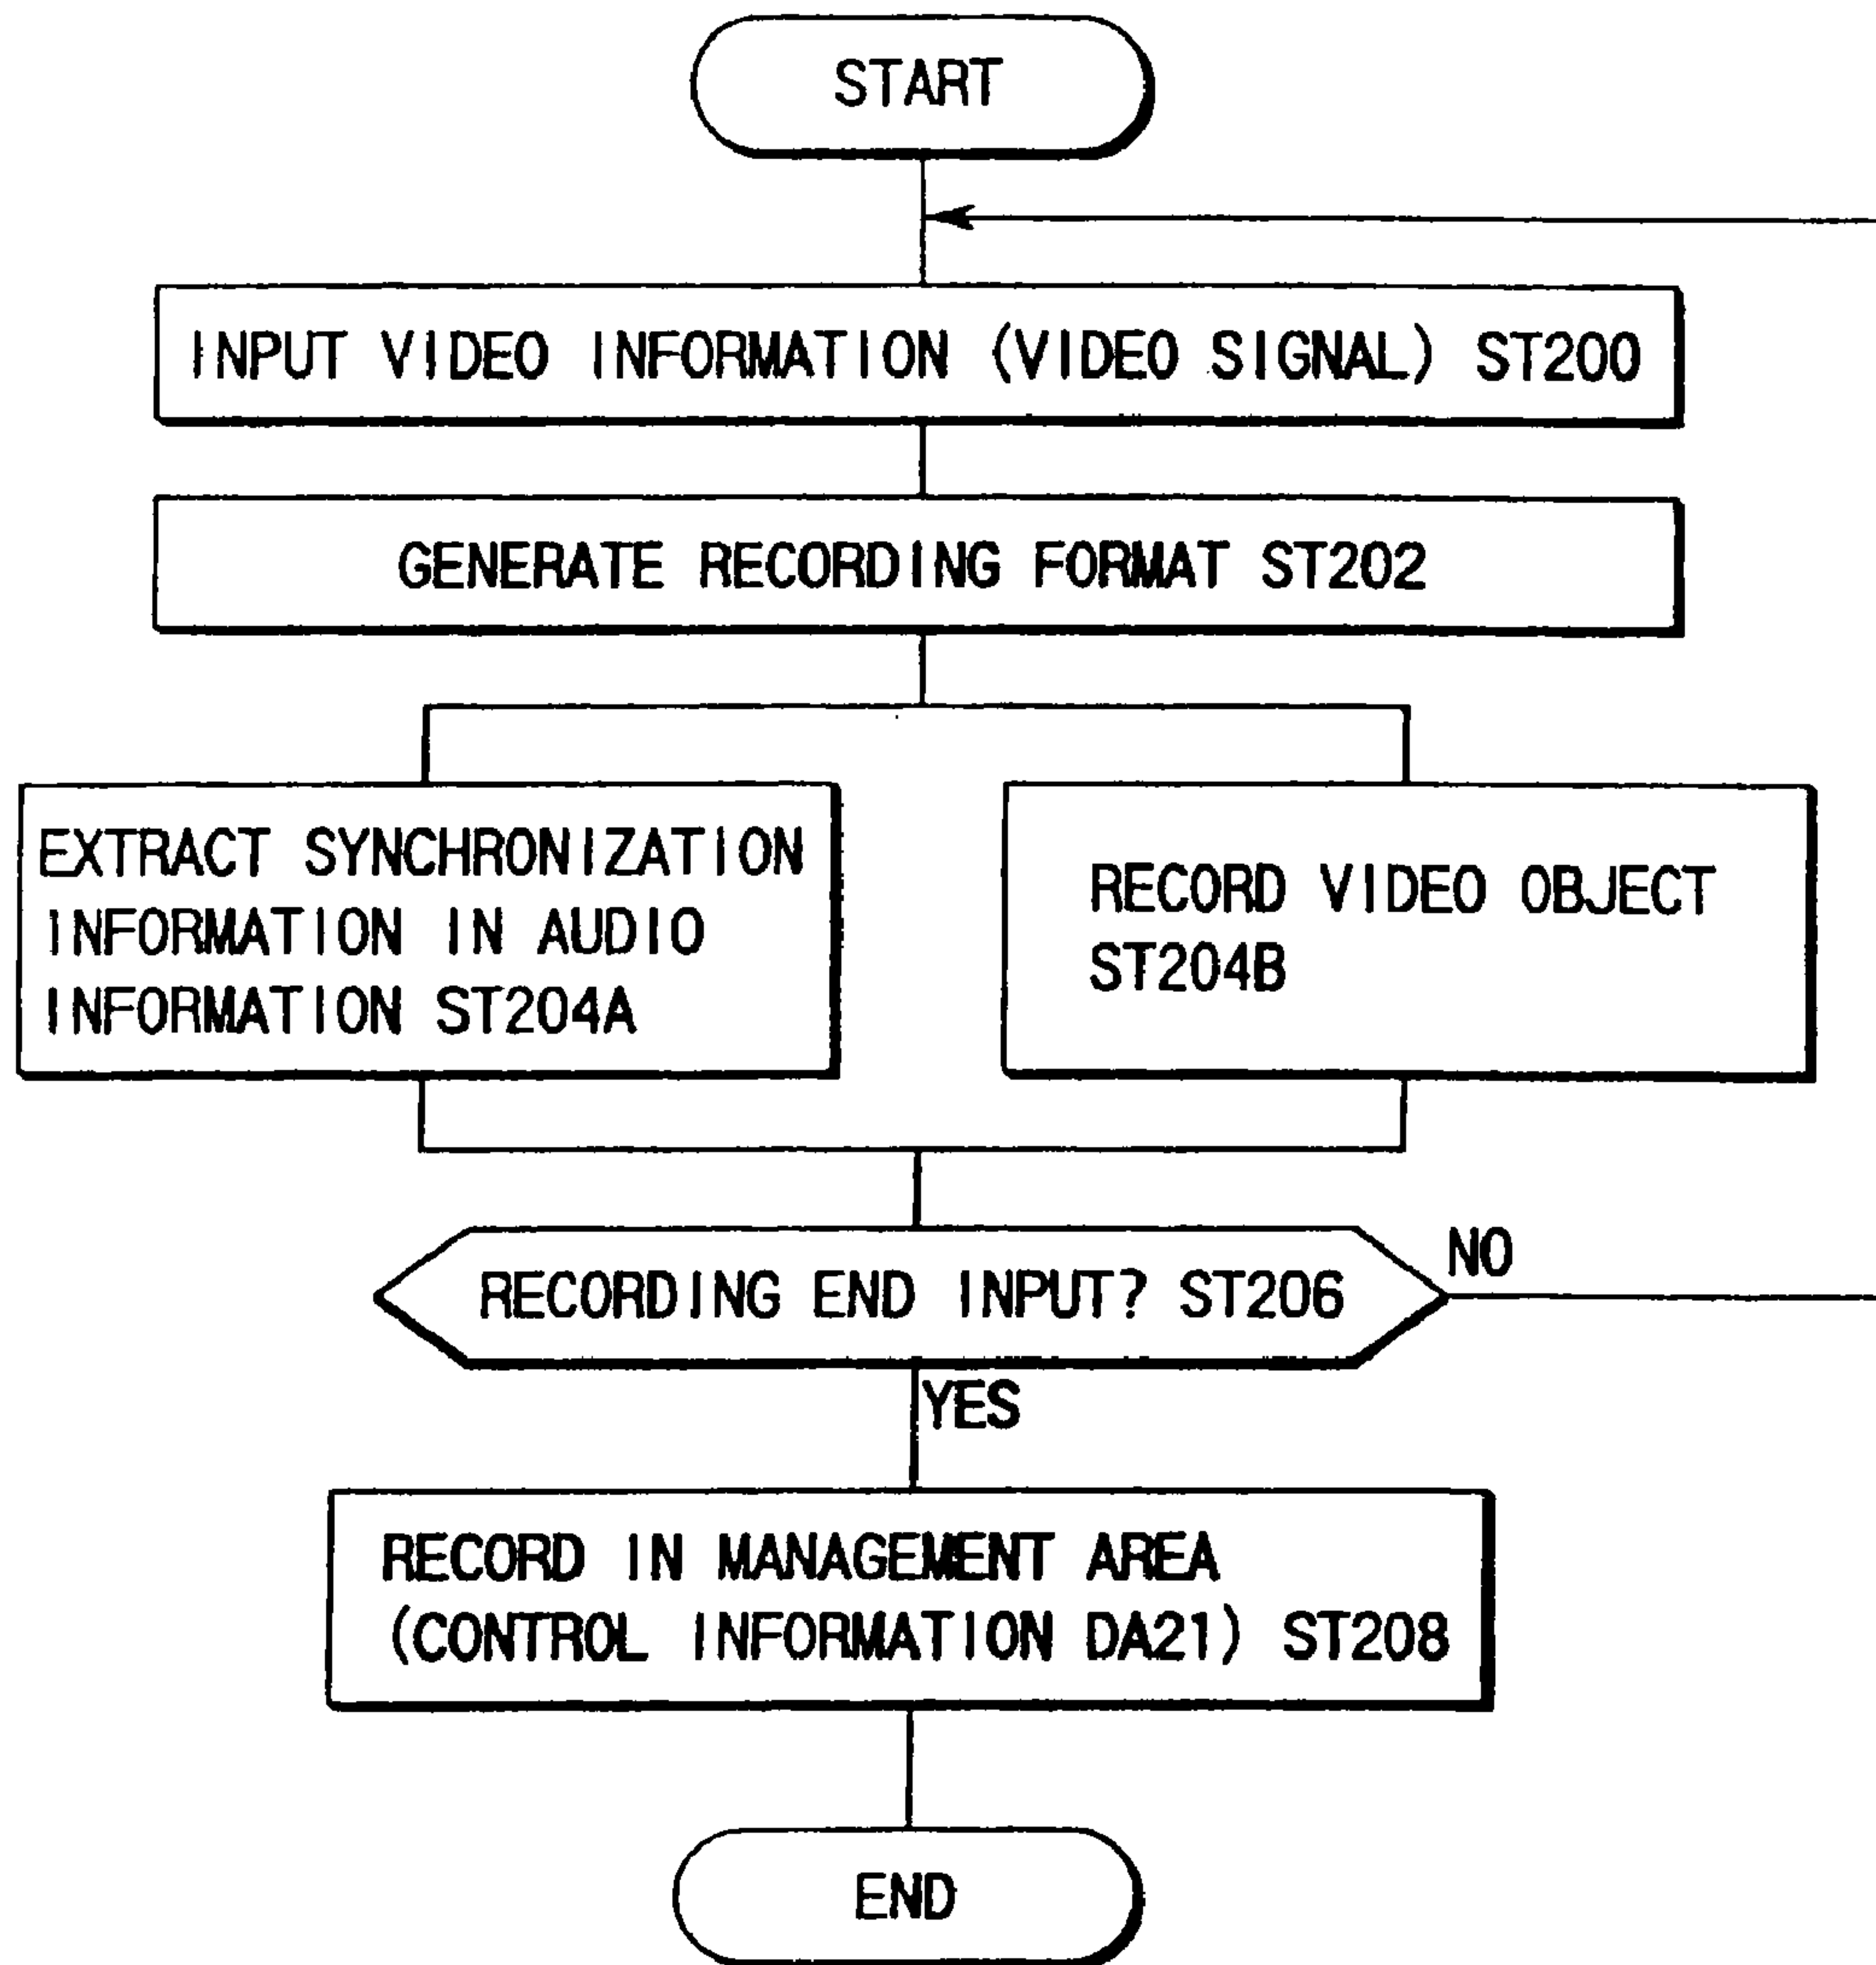 START
INPUT VIDEO INFORMATION (VIDEO SIGNAL) ST200
GENERATE RECORDING FORMAT ST202
EXTRACT SYNCHRONIZATION
INFORMATION IN AUDIO
INFORMATION ST204A
RECORD VIDEO OBJECT
ST204B
RECORDING END INPUT? ST206
NO
YES
RECORD IN MANAGEMENT AREA
(CONTROL INFORMATION DA21) ST208
END